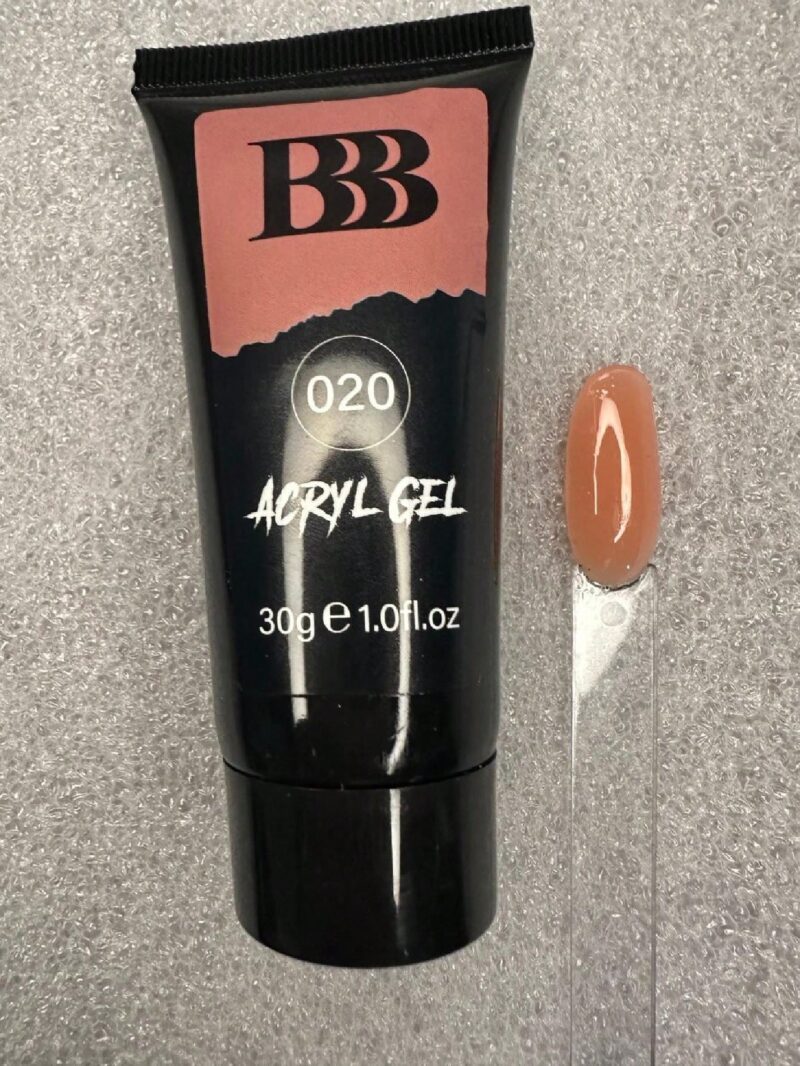 BBB
020
ACRYL GEL
30g e 1.0fl.oz